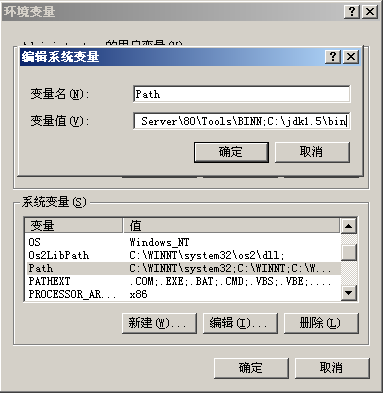 环境变量
的用户变量(U)
编辑系统变量
变量名(N): Path
变量值(V): Server\80\Tools\BINN;C:\jdk1.5\bin
确定 取消
系统变量(S)
变量 值
OS Windows_NT
Os2LibPath C:\WINNT\system32\os2\dll;
Path C:\WINNT\system32;C:\WINNT;C:\W...
PATHEXT .COM;.EXE;.BAT;.CMD;.VBS;.VBE;....
PROCESSOR_AR... x86
新建(W)... 编辑(I)... 删除(L)
确定 取消